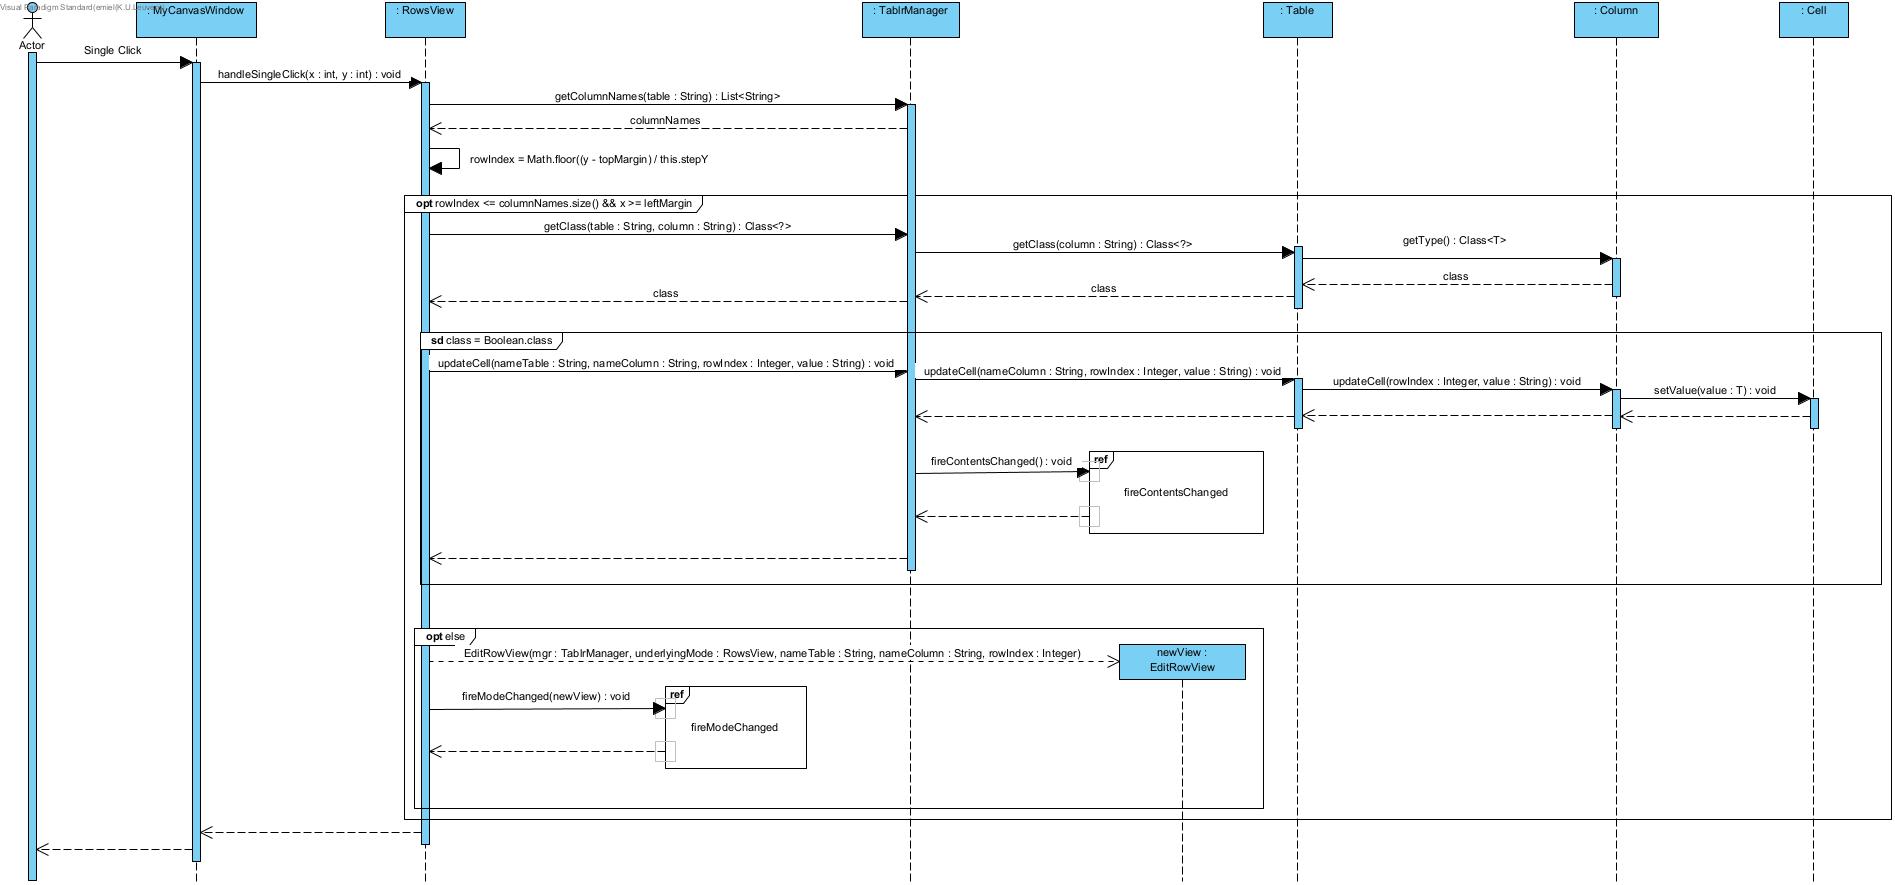 Visual Paradigm Standard(emiel(K.U.Leuven))
: MyCanvasWindow
: RowsView
: TablrManager
: Table
: Column
: Cell
Actor
Single Click
handleSingleClick(x : int, y : int) : void
getColumnNames(table : String) : List<String>
columnNames
rowIndex = Math.floor((y - topMargin) / this.stepY
opt rowIndex <= columnNames.size() && x >= leftMargin
getClass(table : String, column : String) : Class<?>
getClass(column : String) : Class<?>
getType() : Class<T>
class
class
class
sd class = Boolean.class
updateCell(nameTable : String, nameColumn : String, rowIndex : Integer, value : String) : void
updateCell(nameColumn : String, rowIndex : Integer, value : String) : void
updateCell(rowIndex : Integer, value : String) : void
setValue(value : T) : void
fireContentsChanged() : void
ref
fireContentsChanged
opt else
EditRowView(mgr : TablrManager, underlyingMode : RowsView, nameTable : String, nameColumn : String, rowIndex : Integer)
newView :
EditRowView
fireModeChanged(newView) : void
ref
fireModeChanged